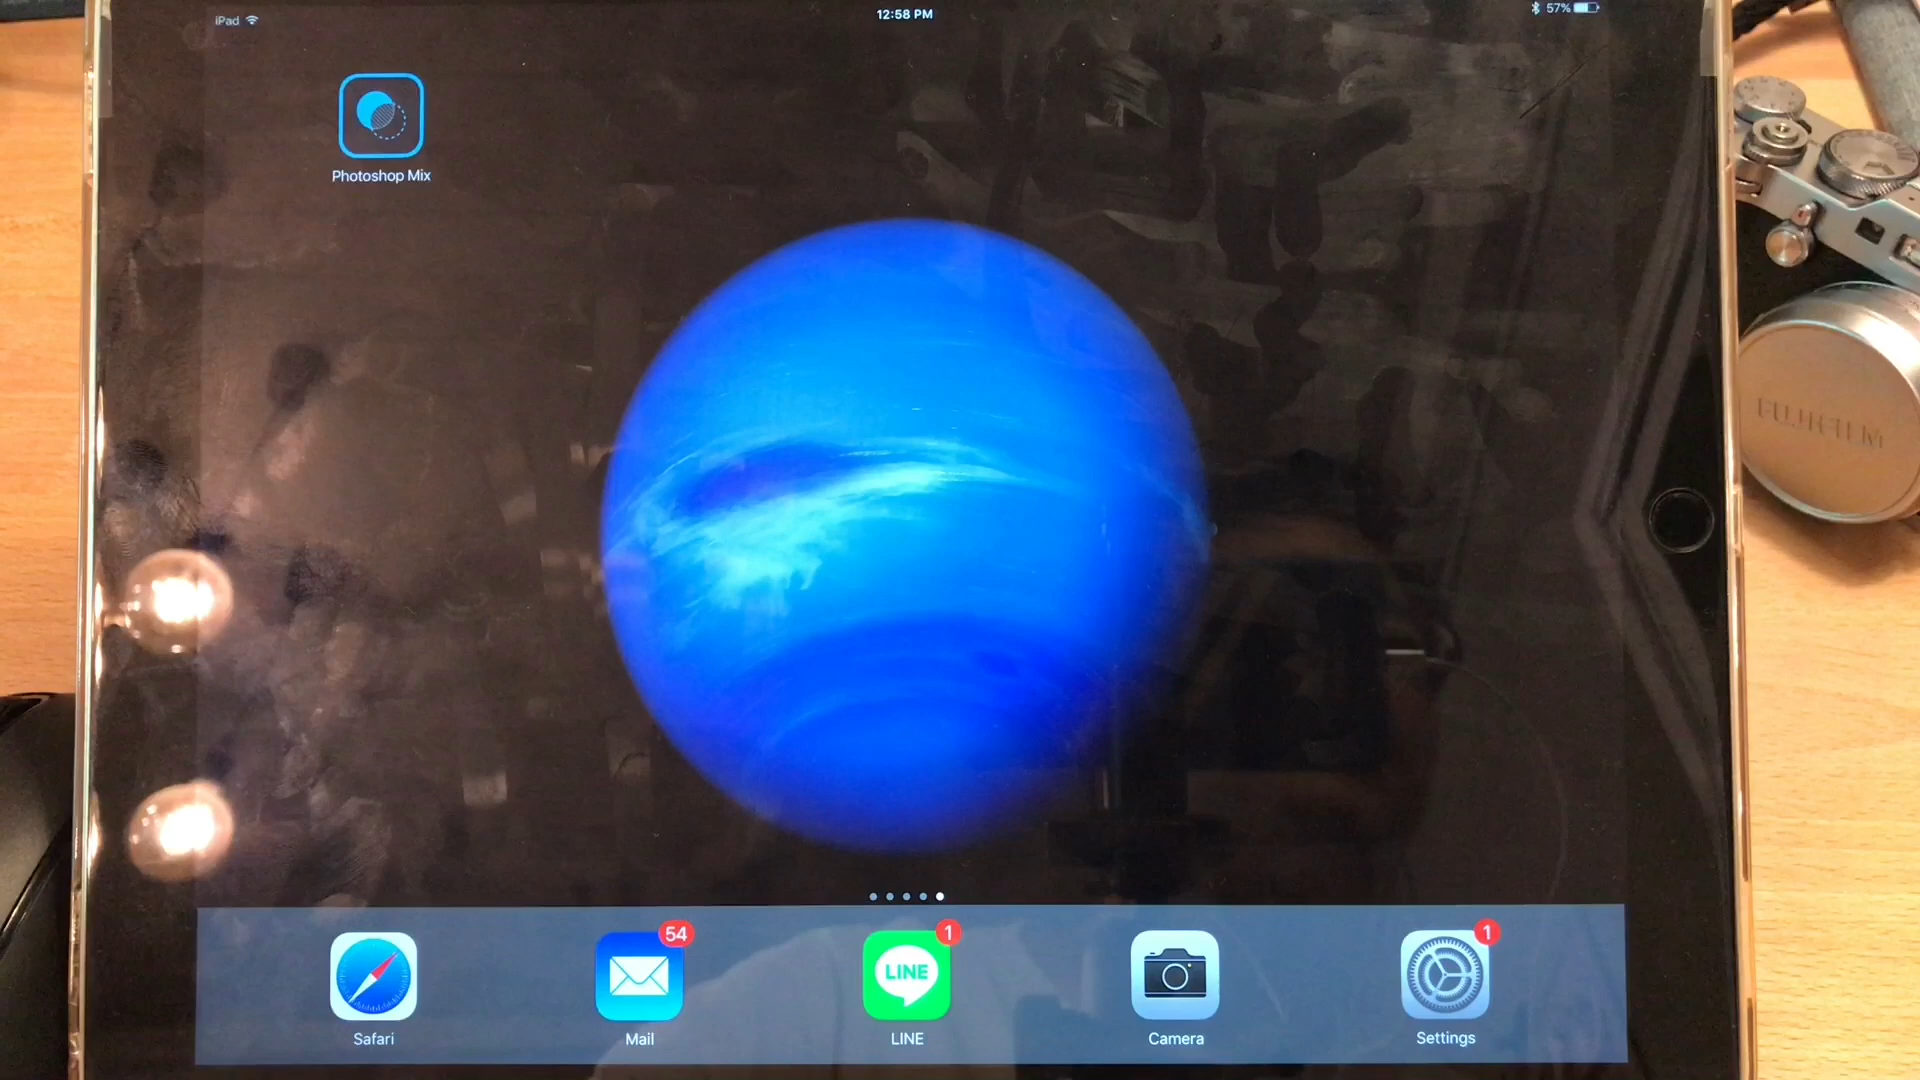 iPad
12:58 PM
57%
Photoshop Mix
FUJIFILM
54
1
LINE
1
Safari
Mail
LINE
Camera
Settings